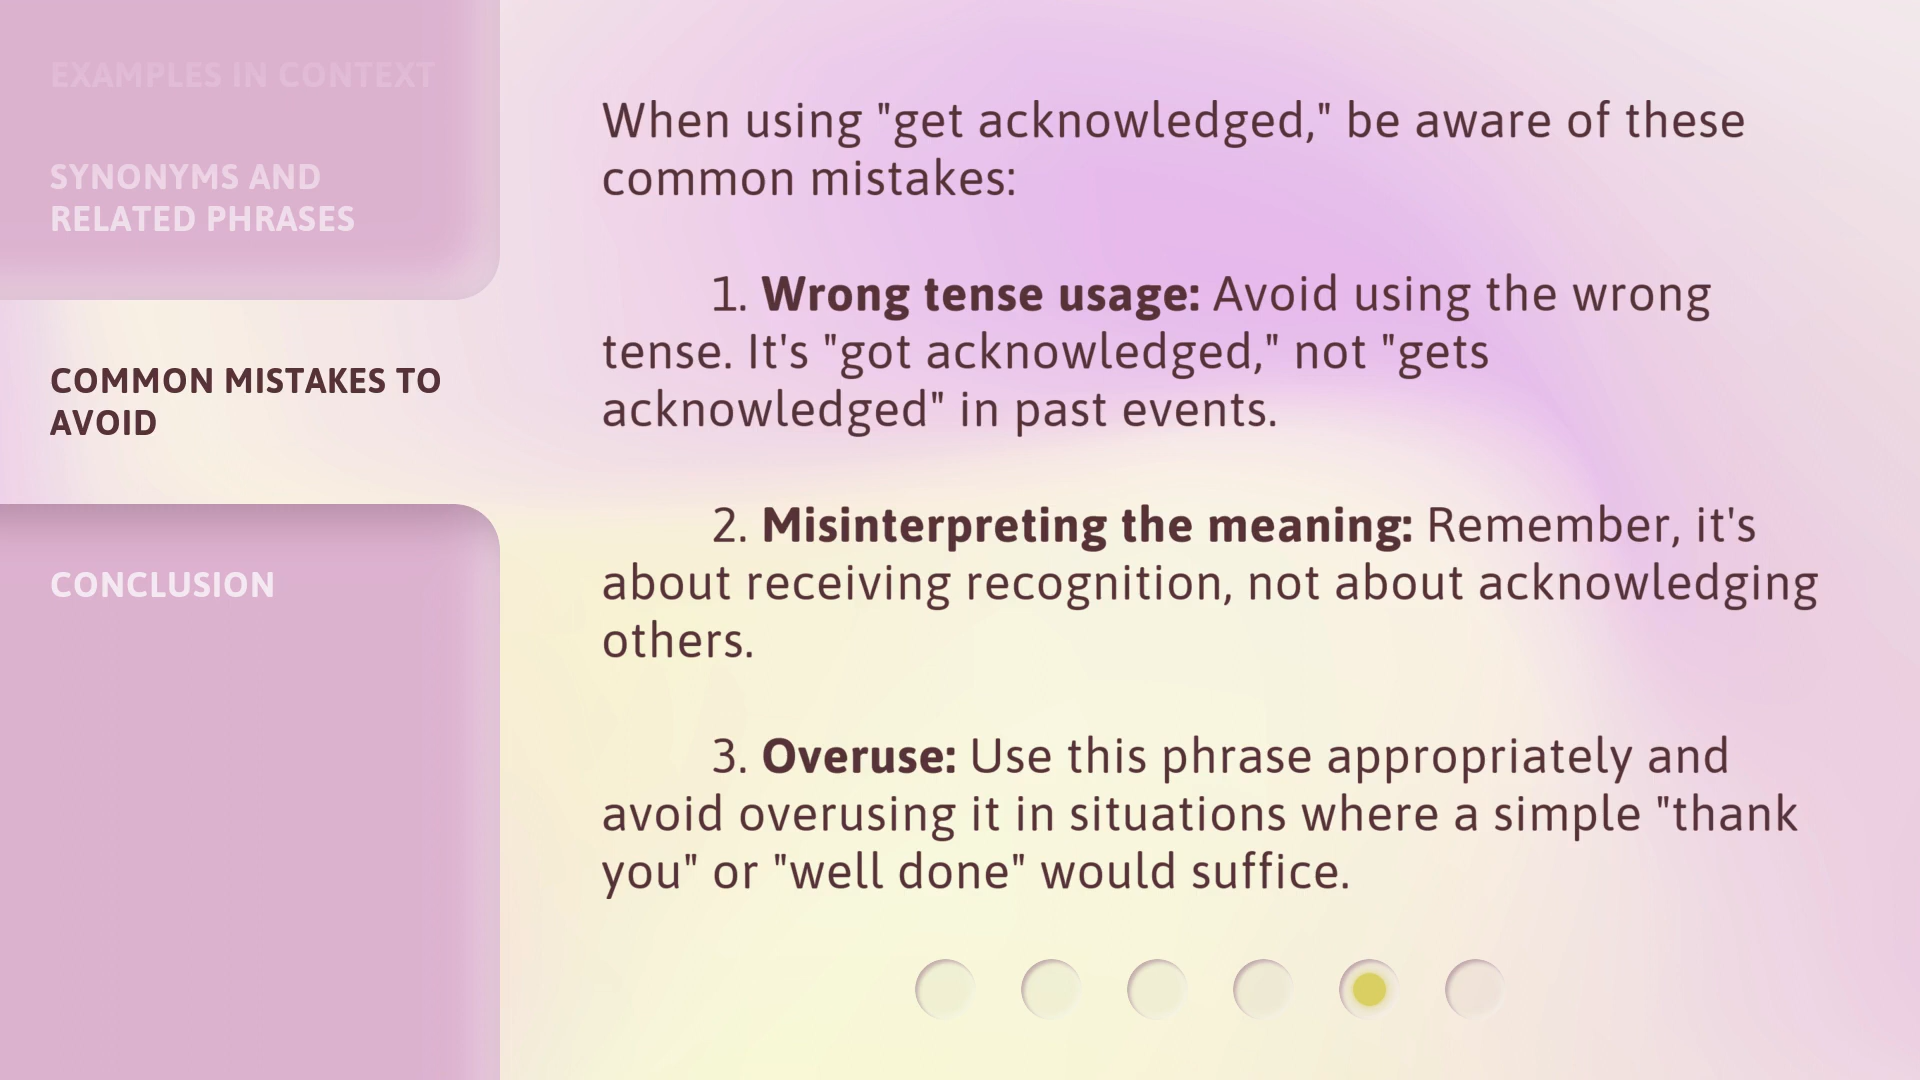 EXAMPLES IN CONTEXT
SYNONYMS AND
RELATED PHRASES
COMMON MISTAKES TO
AVOID
CONCLUSION
When using "get acknowledged," be aware of these
common mistakes:
1. Wrong tense usage: Avoid using the wrong
tense. It's "got acknowledged," not "gets
acknowledged" in past events.
2. Misinterpreting the meaning: Remember, it's
about receiving recognition, not about acknowledging
others.
3. Overuse: Use this phrase appropriately and
avoid overusing it in situations where a simple "thank
you" or "well done" would suffice.